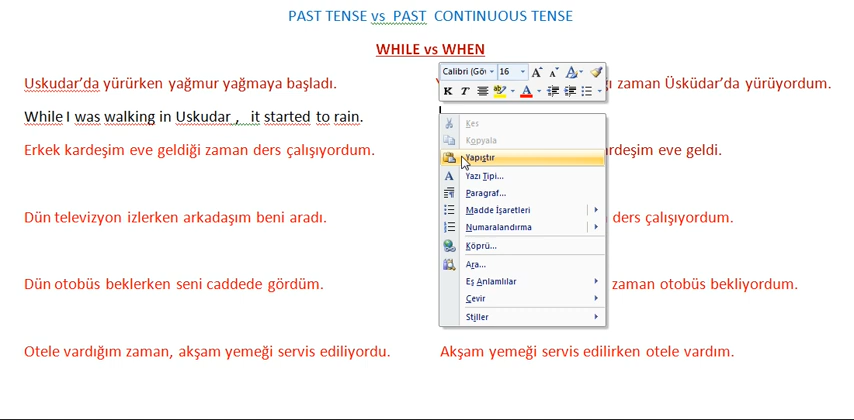 PAST TENSE vs PAST CONTINUOUS TENSE
WHILE vs WHEN
Uskudar’da yürürken yağmur yağmaya başladı.
zaman Üsküdar’da yürüyordum.
While I was walking in Uskudar , it started to rain.
Erkek kardeşim eve geldiği zaman ders çalışıyordum.
eve geldi.
Dün televizyon izlerken arkadaşım beni aradı.
ders çalışıyordum.
Dün otobüs beklerken seni caddede gördüm.
zaman otobüs bekliyordum.
Otele vardığım zaman, akşam yemeği servis ediliyordu.
Akşam yemeği servis edilirken otele vardım.
Calibri (Gö 16 A A A
K T ab A
Kes
Kopyala
Yapıştır
Yazı Tipi...
Paragraf...
Madde İşaretleri
Numaralandırma
Köprü...
Ara...
Eş Anlamlılar
Çevir
Stiller